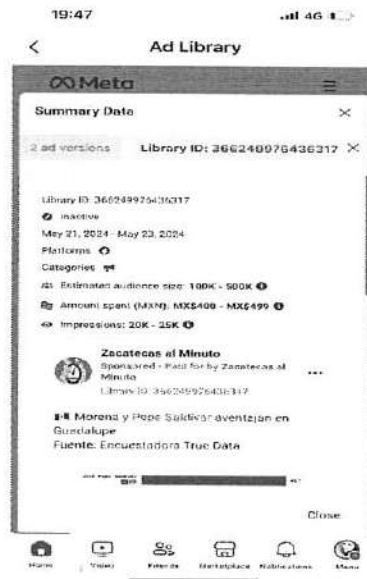 19:47
4G
Ad Library
Meta
Summary Data
2 ad versions
Library ID: 366249976436317
Library ID: 366249976436317
Inactive
May 21, 2024 - May 23, 2024
Platforms
Categories
Estimated audience size: 100K - 500K
Amount spent (MXN): MX$400 - MX$499
Impressions: 20K - 25K
Zacatecas al Minuto
Sponsored • Paid for by Zacatecas al
Minuto
Library ID: 366249976436317
Morena y Pepe Saldívar aventajan en
Guadalupe
Fuente: Encuestadora True Data
Close
Home
Video
Friends
Marketplace
Notifications
Menu